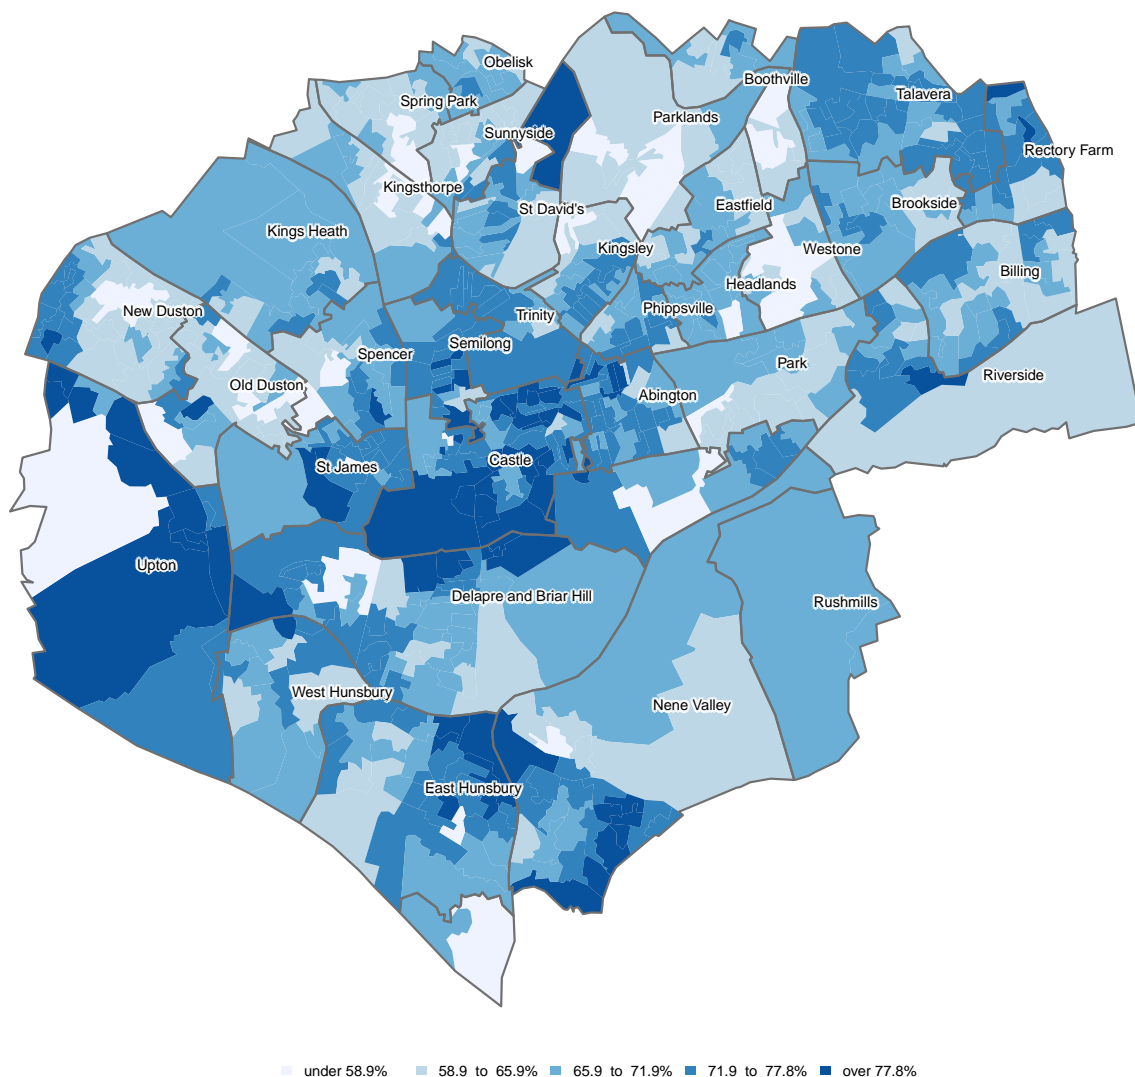 Obelisk
Boothville
Talavera
Spring Park
Parklands
Sunnyside
Rectory Farm
Kingsthorpe
Brookside
Eastfield
St David's
Kings Heath
Kingsley
Westone
Billing
Headlands
New Duston
Phippsville
Trinity
Semilong
Spencer
Park
Riverside
Old Duston
Abington
Castle
St James
Upton
Delapre and Briar Hill
Rushmills
West Hunsbury
Nene Valley
East Hunsbury
under 58.9% 58.9 to 65.9% 65.9 to 71.9% 71.9 to 77.8% over 77.8%